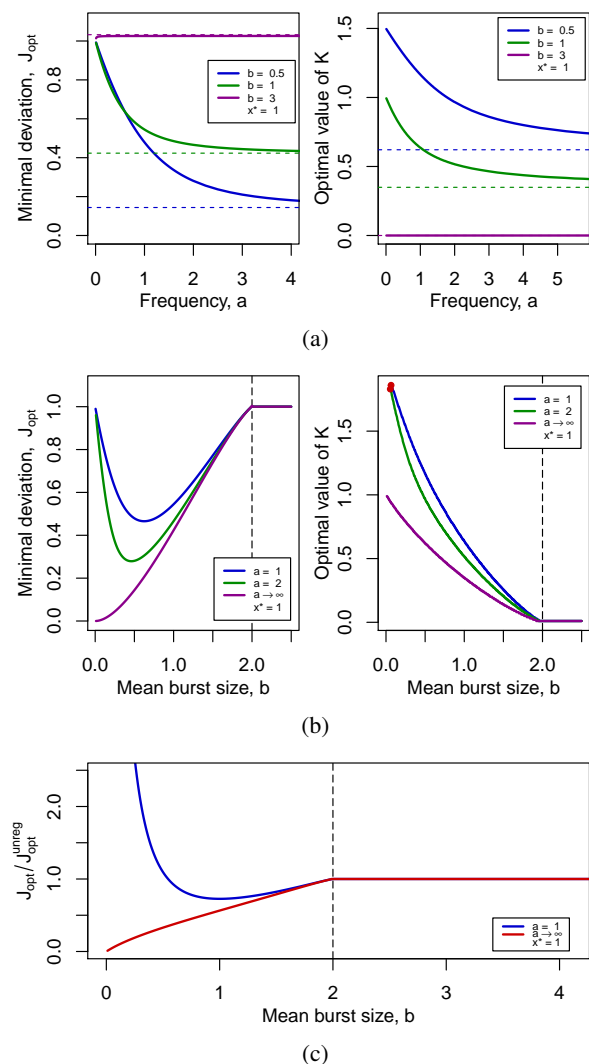 Minimal deviation, J_opt
0.0 0.4 0.8
b = 0.5
b = 1
b = 3
x* = 1
0 1 2 3 4
Frequency, a
Optimal value of K
0.0 0.5 1.0 1.5
b = 0.5
b = 1
b = 3
x* = 1
0 1 2 3 4 5
Frequency, a
(a)
Minimal deviation, J_opt
0.0 0.2 0.4 0.6 0.8 1.0
a = 1
a = 2
a → ∞
x* = 1
0.0 1.0 2.0
Mean burst size, b
Optimal value of K
0.0 0.5 1.0 1.5
a = 1
a = 2
a → ∞
x* = 1
0.0 1.0 2.0
Mean burst size, b
(b)
J_opt / J_opt^unreg
0.0 1.0 2.0
a = 1
a → ∞
x* = 1
0 1 2 3 4
Mean burst size, b
(c)